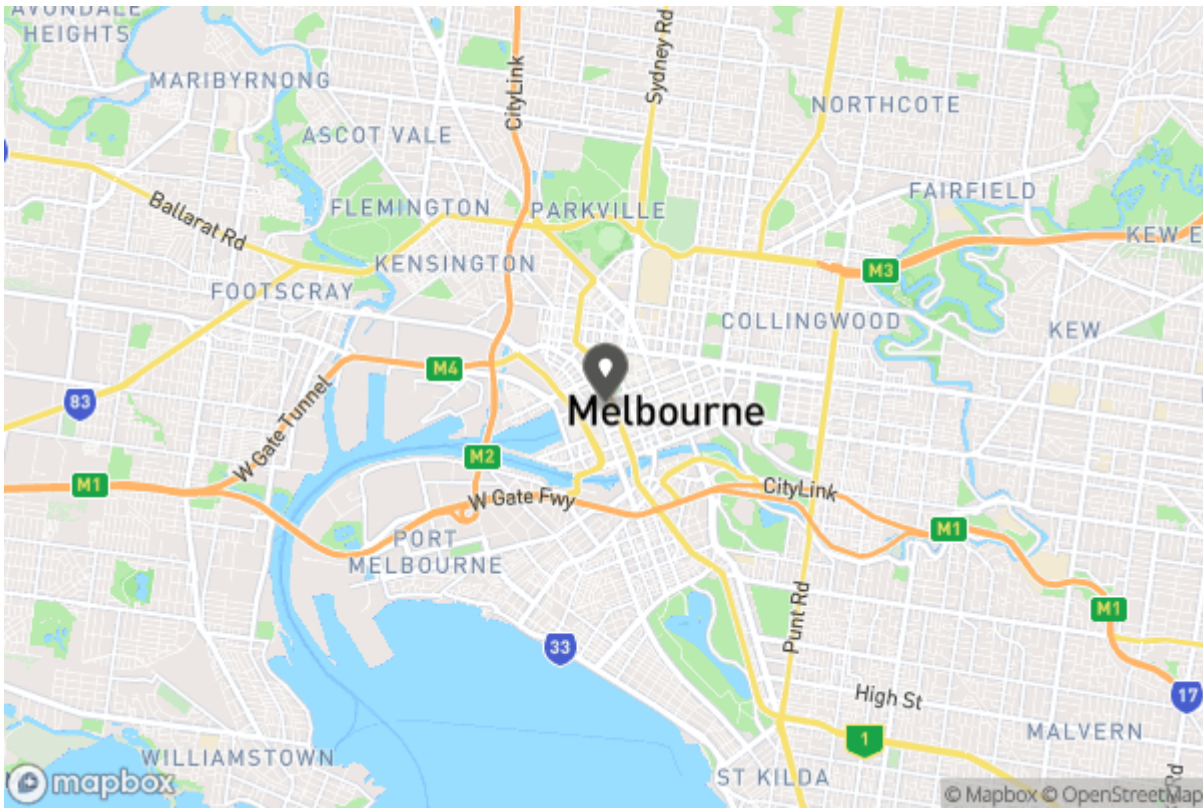 AVONDALE
HEIGHTS
MARIBYRNONG
ASCOT VALE
CityLink
Sydney Rd
NORTHCOTE
FAIRFIELD
Ballarat Rd
FLEMINGTON
PARKVILLE
KEW E
KENSINGTON
M3
FOOTSCRAY
COLLINGWOOD
KEW
M4
83
W Gate Tunnel
Melbourne
M2
M1
W Gate Fwy
CityLink
M1
PORT
MELBOURNE
Punt Rd
M1
33
High St
17
MALVERN
1
WILLIAMSTOWN
ST KILDA
Rd
mapbox
© Mapbox © OpenStreetMap